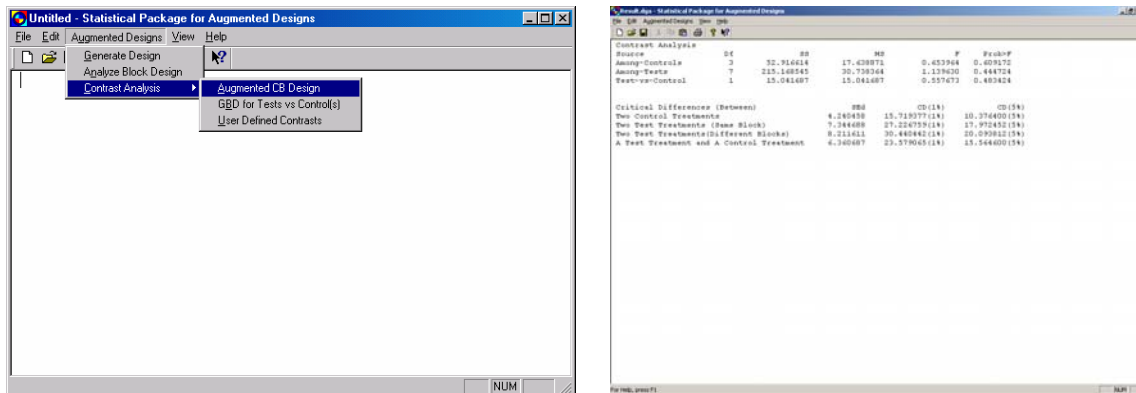 Untitled - Statistical Package for Augmented Designs
File Edit Augmented Designs View Help
Generate Design
Analyze Block Design
Contrast Analysis
Augmented CB Design
GBD for Tests vs Control(s)
User Defined Contrasts
NUM
Result.dga - Statistical Package for Augmented Designs
File Edit Augmented Designs View Help
Contrast Analysis
Source Df SS MS F Prob>F
Among-Controls 3 52.916614 17.638871 0.653964 0.609172
Among-Tests 7 215.168545 30.738364 1.139630 0.444724
Test-vs-Control 1 15.041687 15.041687 0.557673 0.483424
Critical Differences (Between) SEd CD(1%) CD(5%)
Two Control Treatments 4.240458 15.719377(1%) 10.376400(5%)
Two Test Treatments (Same Block) 7.344688 27.226759(1%) 17.972452(5%)
Two Test Treatments(Different Blocks) 8.211611 30.440442(1%) 20.093812(5%)
A Test Treatment and A Control Treatment 6.360687 23.579065(1%) 15.564600(5%)
For Help, press F1
NUM